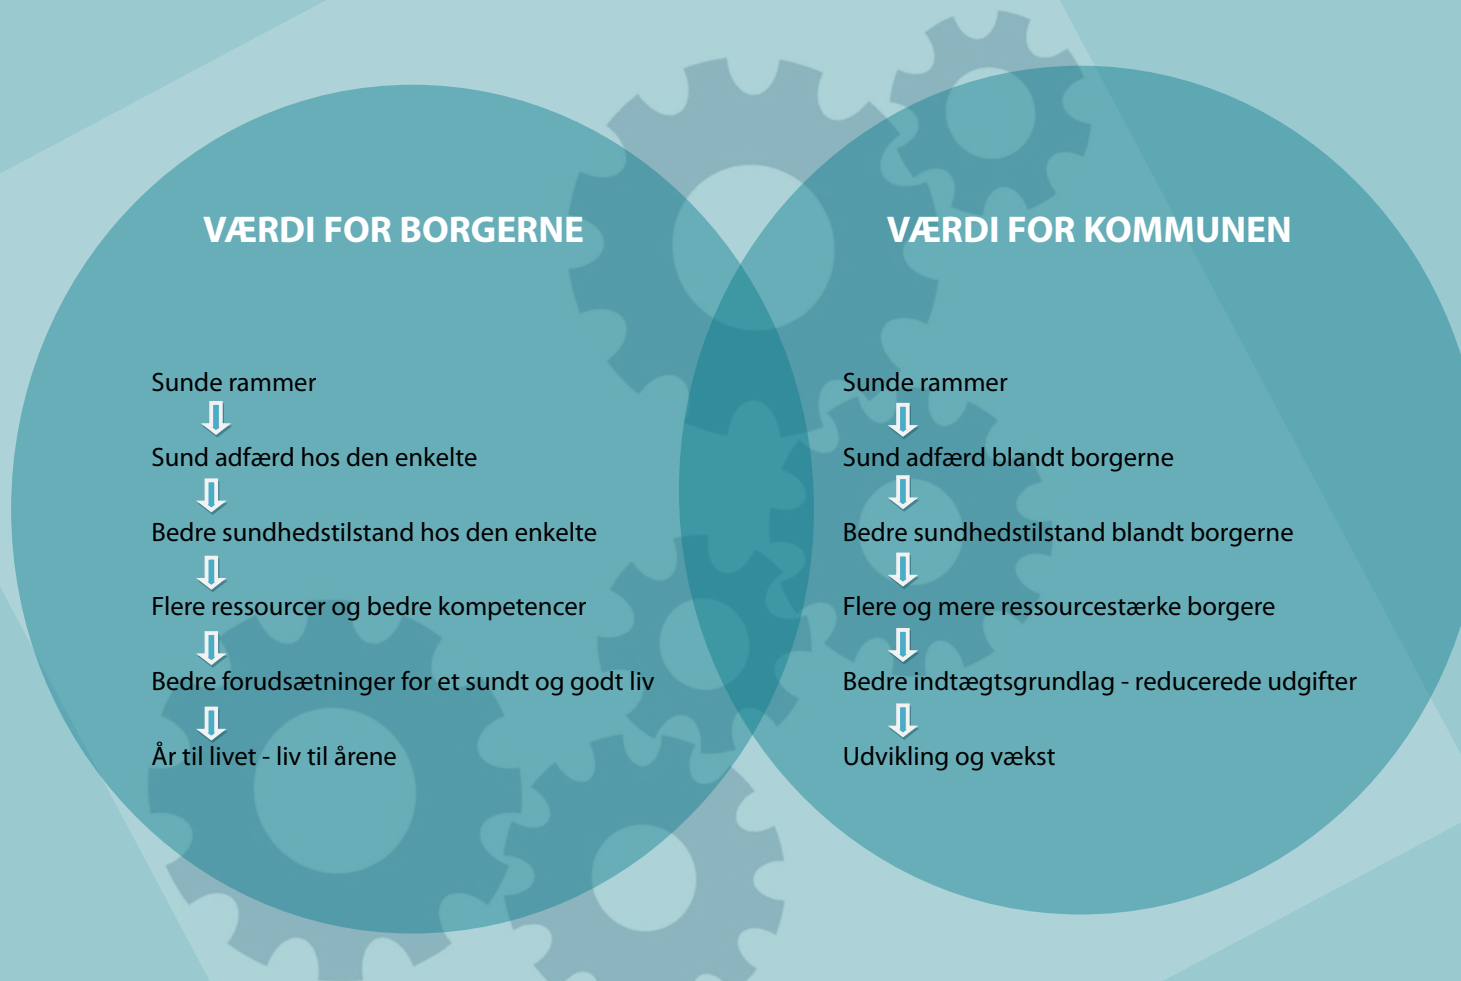 VÆRDI FOR BORGERNE
Sunde rammer
Sund adfærd hos den enkelte
Bedre sundhedstilstand hos den enkelte
Flere ressourcer og bedre kompetencer
Bedre forudsætninger for et sundt og godt liv
År til livet - liv til årene
VÆRDI FOR KOMMUNEN
Sunde rammer
Sund adfærd blandt borgerne
Bedre sundhedstilstand blandt borgerne
Flere og mere ressourcestærke borgere
Bedre indtægtsgrundlag - reducerede udgifter
Udvikling og vækst